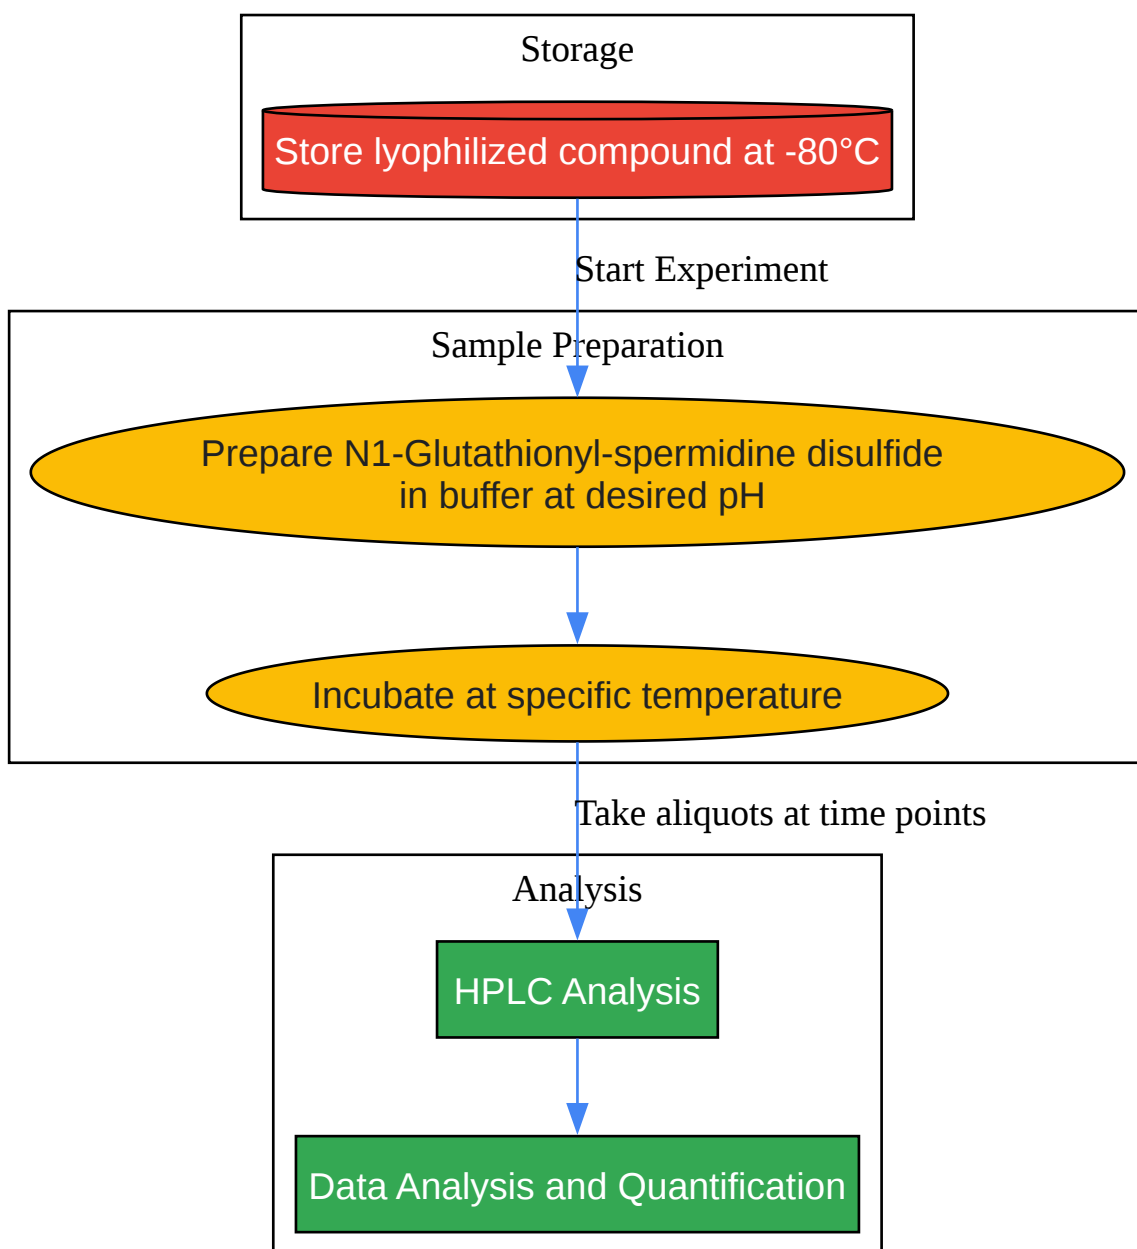 Storage
Store lyophilized compound at -80°C
Start Experiment
Sample Preparation
Prepare N1-Glutathionyl-spermidine disulfide
in buffer at desired pH
Incubate at specific temperature
Take aliquots at time points
Analysis
HPLC Analysis
Data Analysis and Quantification